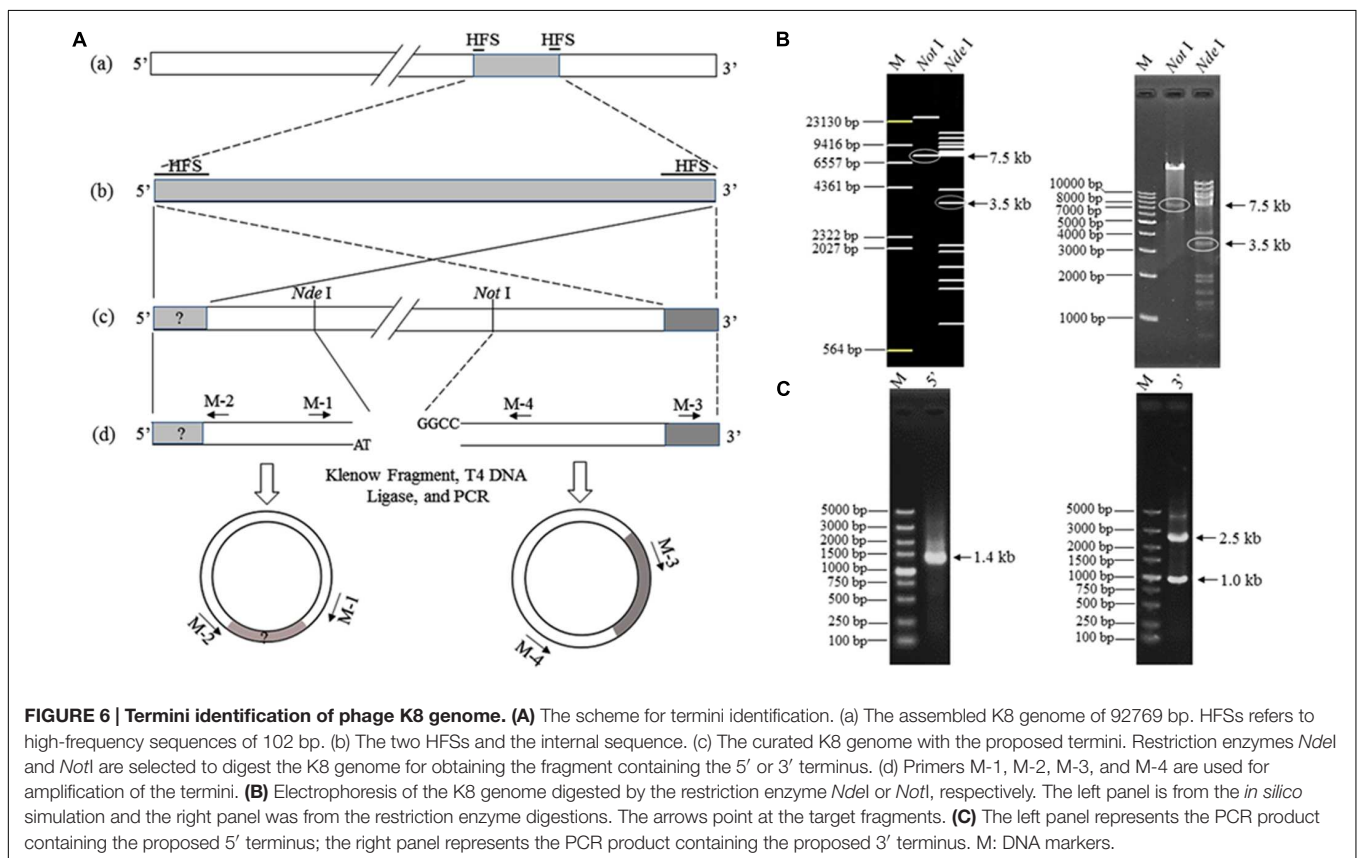 A
HFS HFS
(a) 5’ 3’
HFS HFS
(b) 5’ 3’
Nde I Not I
(c) 5’ ? 3’
M-2 M-1 M-4 M-3
GGCC
(d) 5’ ? AT 3’
Klenow Fragment, T4 DNA
Ligase, and PCR
M-2 ? M-1
M-4 M-3
B
M Not I Nde I
23130 bp
9416 bp
6557 bp
7.5 kb
4361 bp
3.5 kb
2322 bp
2027 bp
564 bp
M Not I Nde I
10000 bp
8000 bp
7000 bp
7.5 kb
5000 bp
4000 bp
3000 bp
3.5 kb
2000 bp
1000 bp
C
M 5’
5000 bp
3000 bp
2000 bp
1500 bp
1.4 kb
1000 bp
750 bp
500 bp
250 bp
100 bp
M 3’
5000 bp
3000 bp
2.5 kb
2000 bp
1500 bp
1000 bp
1.0 kb
750 bp
500 bp
250 bp
100 bp
FIGURE 6 | Termini identification of phage K8 genome. (A) The scheme for termini identification. (a) The assembled K8 genome of 92769 bp. HFSs refers to
high-frequency sequences of 102 bp. (b) The two HFSs and the internal sequence. (c) The curated K8 genome with the proposed termini. Restriction enzymes NdeI
and NotI are selected to digest the K8 genome for obtaining the fragment containing the 5′ or 3′ terminus. (d) Primers M-1, M-2, M-3, and M-4 are used for
amplification of the termini. (B) Electrophoresis of the K8 genome digested by the restriction enzyme NdeI or NotI, respectively. The left panel is from the in silico
simulation and the right panel was from the restriction enzyme digestions. The arrows point at the target fragments. (C) The left panel represents the PCR product
containing the proposed 5′ terminus; the right panel represents the PCR product containing the proposed 3′ terminus. M: DNA markers.